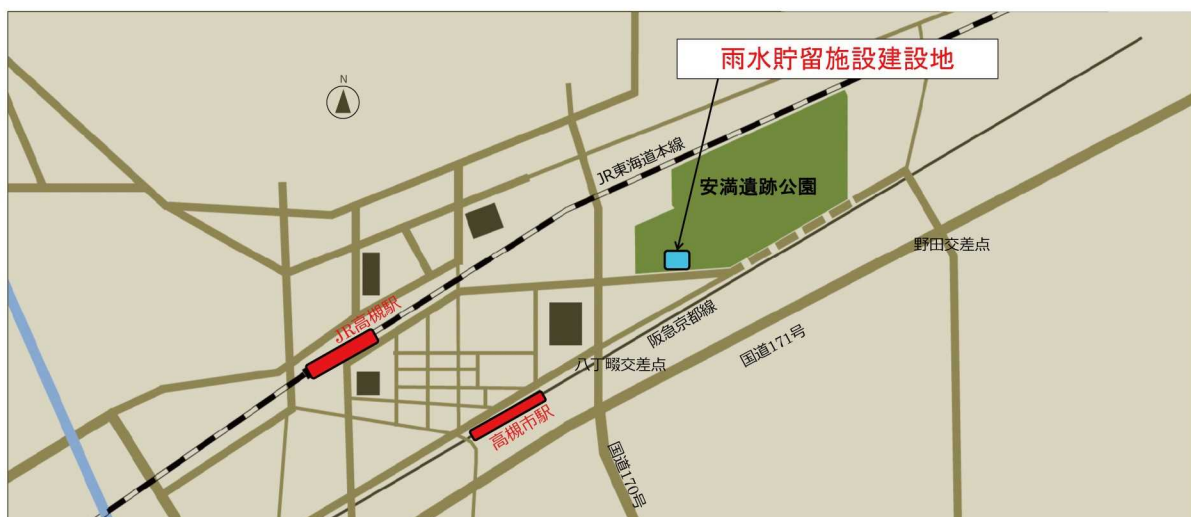 雨水貯留施設建設地
N
JR東海道本線
安満遺跡公園
野田交差点
JR高槻駅
阪急京都線
国道171号
八丁畷交差点
高槻市駅
国道170号